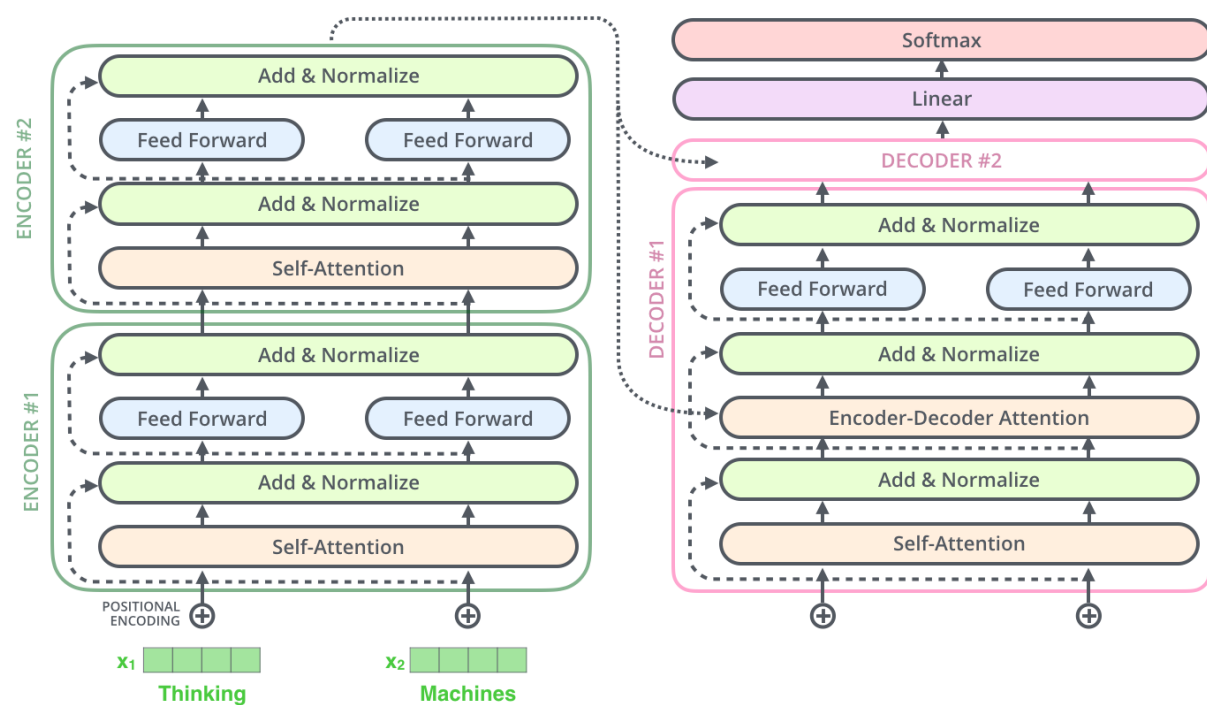 ENCODER #2
Add & Normalize
Feed Forward
Feed Forward
Add & Normalize
Self-Attention
ENCODER #1
Add & Normalize
Feed Forward
Feed Forward
Add & Normalize
Self-Attention
POSITIONAL
ENCODING
x₁
x₂
Thinking
Machines
Softmax
Linear
DECODER #2
DECODER #1
Add & Normalize
Feed Forward
Feed Forward
Add & Normalize
Encoder-Decoder Attention
Add & Normalize
Self-Attention